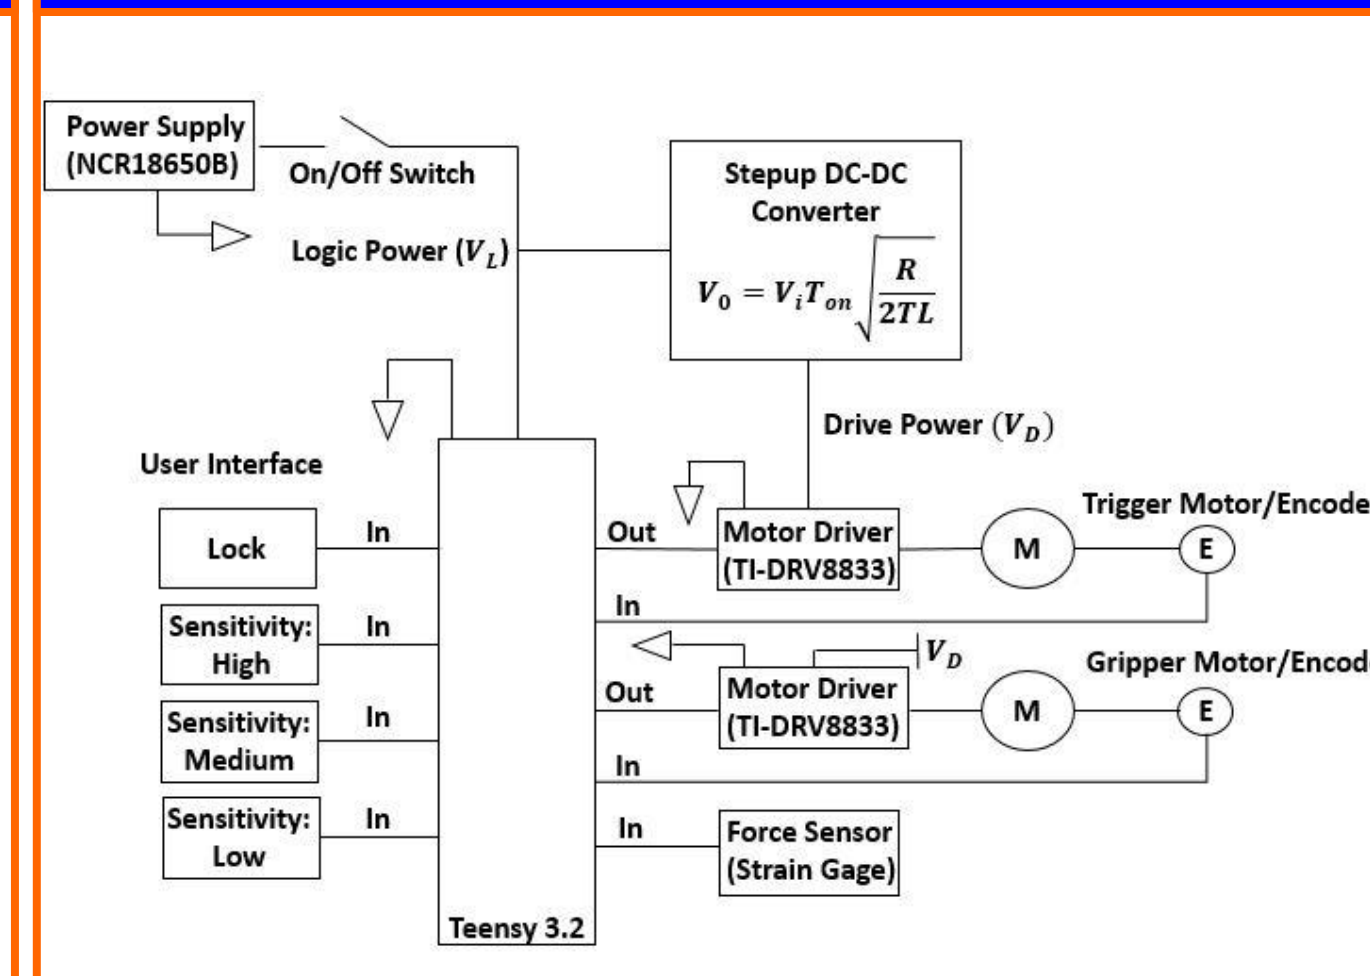 Power Supply
(NCR18650B)
On/Off Switch
Logic Power (V_L)
Stepup DC-DC
Converter
V_0 = V_i T_on √(R / 2TL)
Drive Power (V_D)
User Interface
Lock
In
Sensitivity:
High
In
Sensitivity:
Medium
In
Sensitivity:
Low
In
Teensy 3.2
Out
Motor Driver
(TI-DRV8833)
M
Trigger Motor/Encode
E
In
V_D
Out
Motor Driver
(TI-DRV8833)
M
Gripper Motor/Encod
E
In
In
Force Sensor
(Strain Gage)